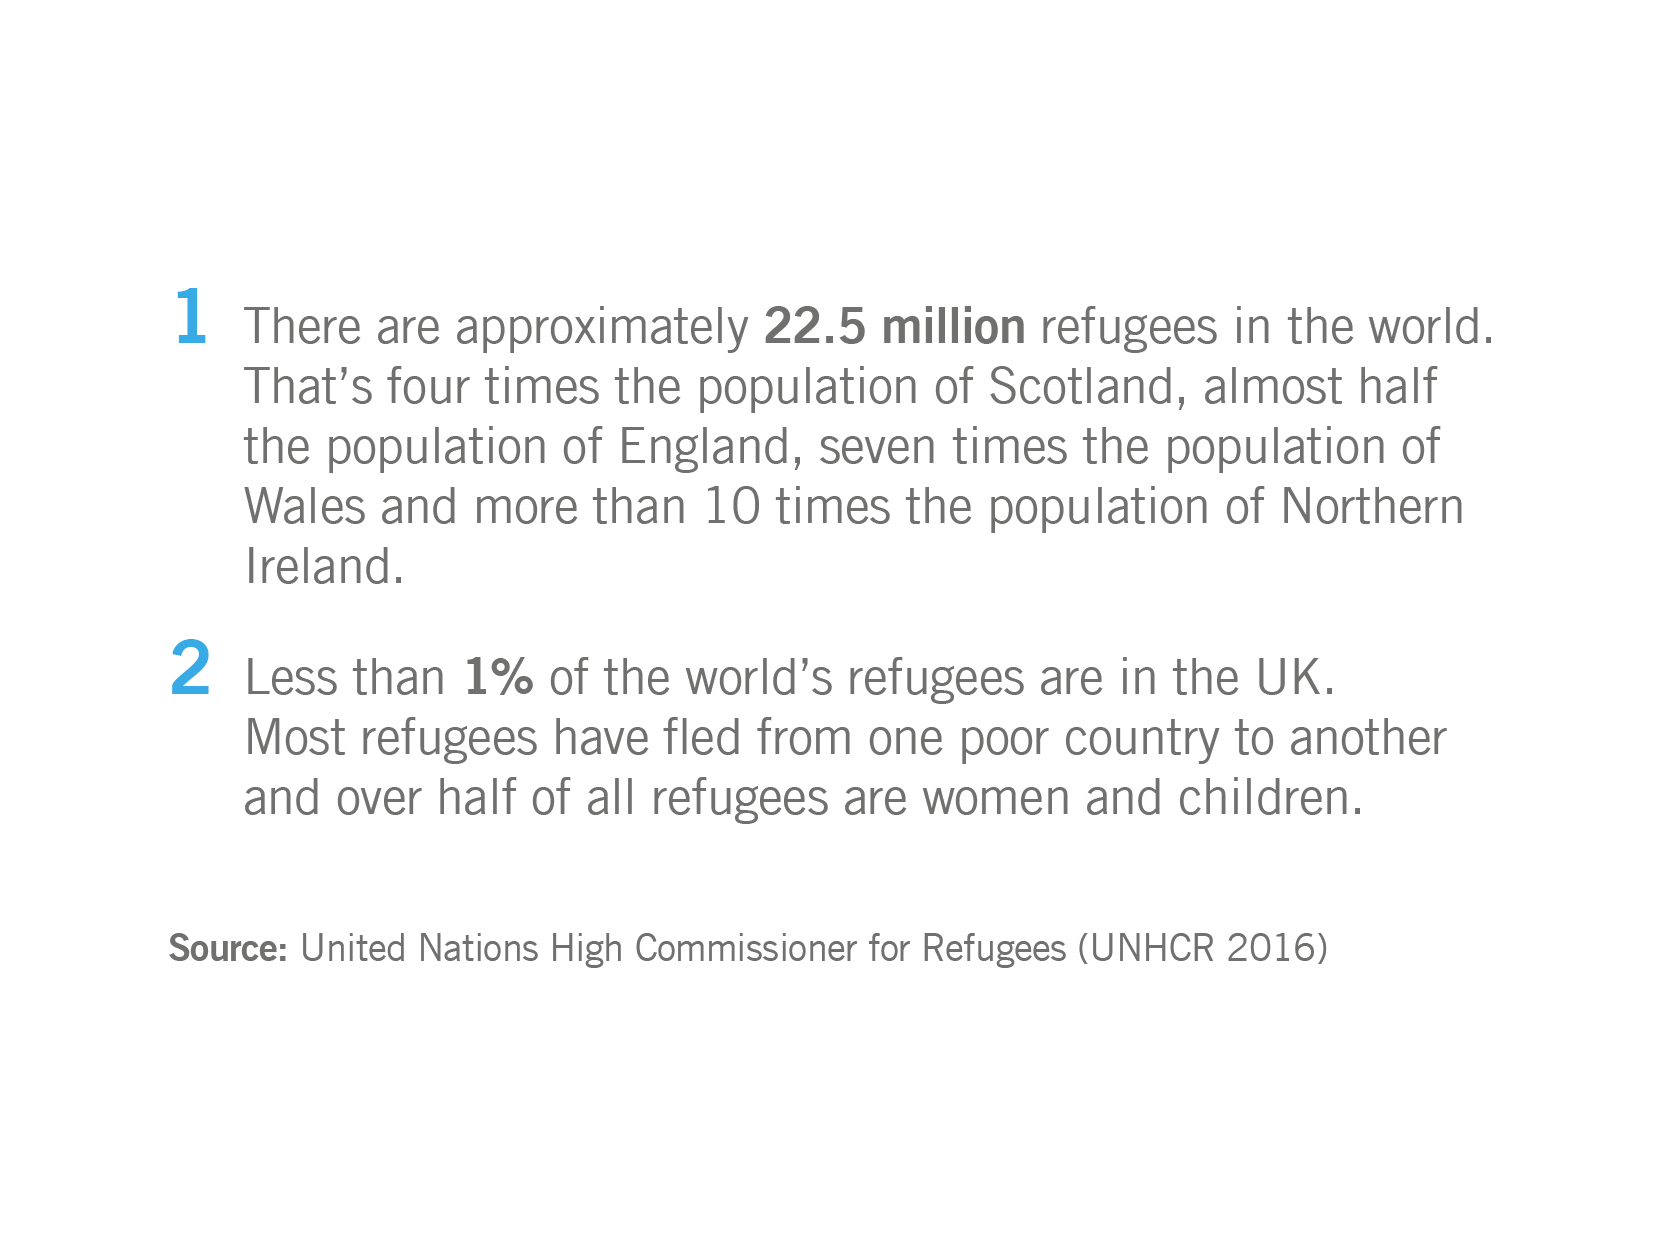 1 There are approximately 22.5 million refugees in the world.
That’s four times the population of Scotland, almost half
the population of England, seven times the population of
Wales and more than 10 times the population of Northern
Ireland.
2 Less than 1% of the world’s refugees are in the UK.
Most refugees have fled from one poor country to another
and over half of all refugees are women and children.
Source: United Nations High Commissioner for Refugees (UNHCR 2016)